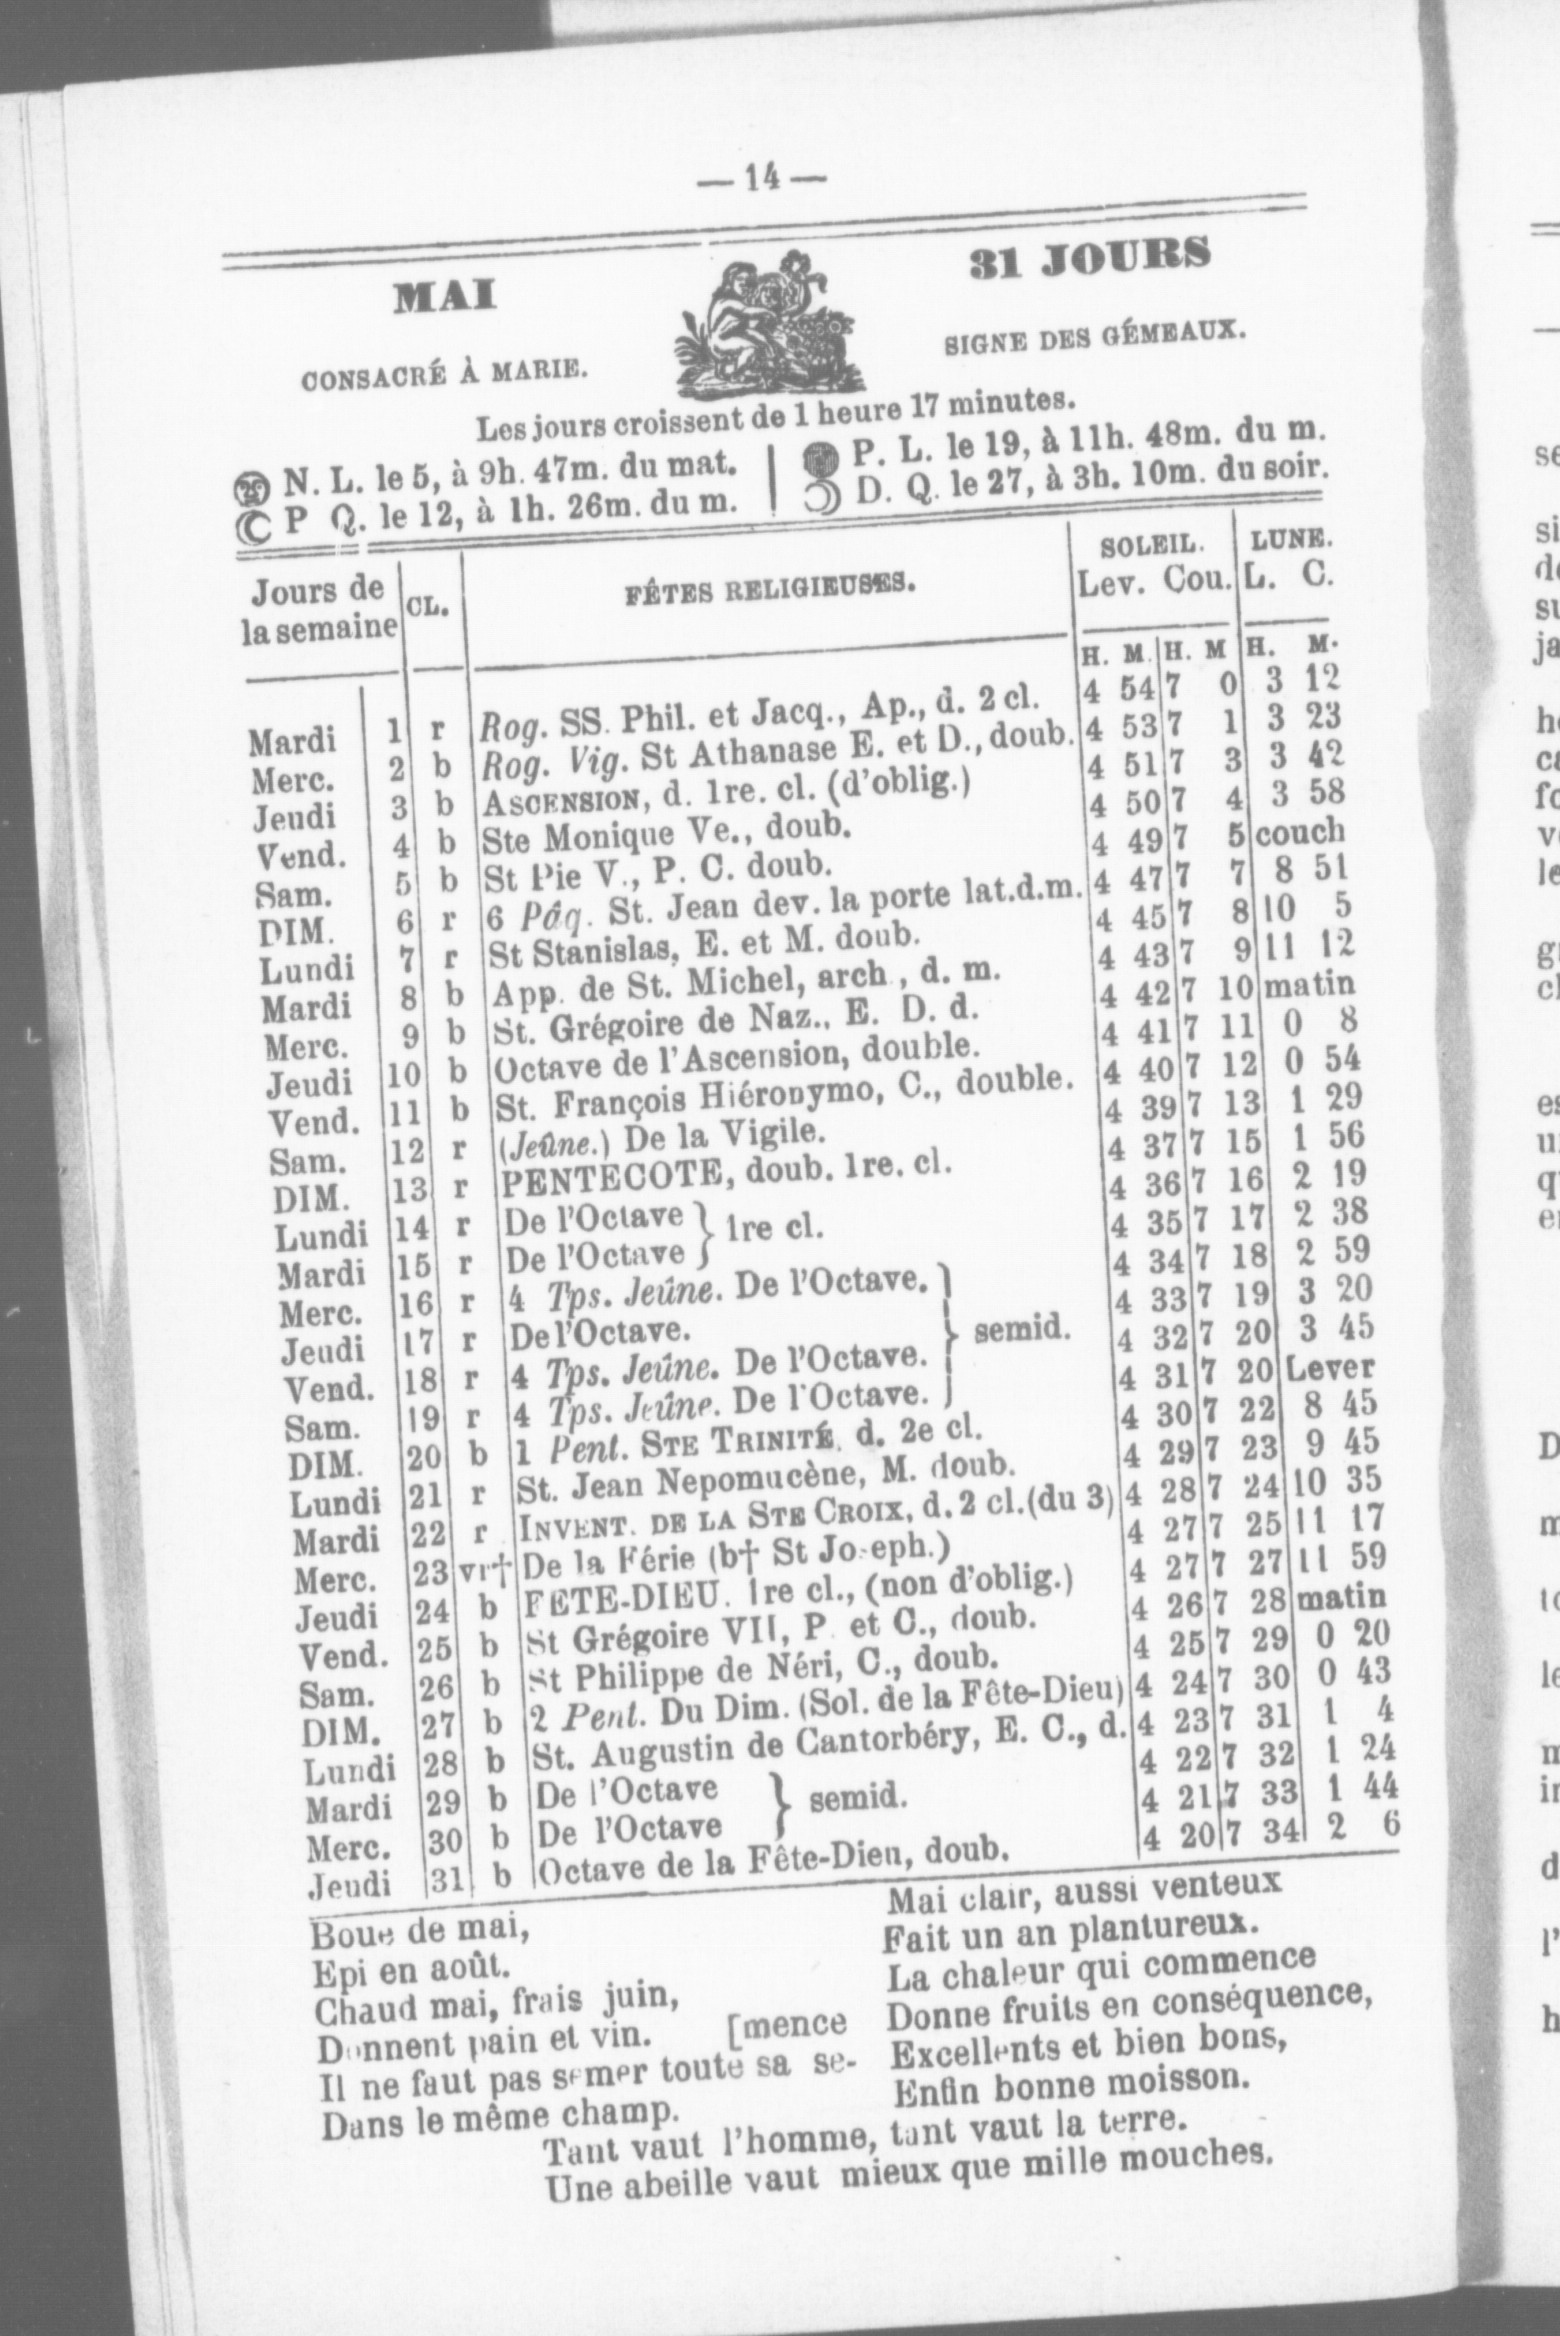 — 14 —
MAI
31 JOURS
CONSACRÉ À MARIE.
SIGNE DES GÉMEAUX.
Les jours croissent de 1 heure 17 minutes.
N. L. le 5, à 9h. 47m. du mat.
P Q. le 12, à 1h. 26m. du m.
P. L. le 19, à 11h. 48m. du m.
D. Q. le 27, à 3h. 10m. du soir.
Jours de la semaine | CL. | FÊTES RELIGIEUSES. | SOLEIL. Lev. Cou. | LUNE. L. C.
H. M. H. M H. M.
Mardi 1 r Rog. SS. Phil. et Jacq., Ap., d. 2 cl. 4 54 7 0 3 12
Merc. 2 b Rog. Vig. St Athanase E. et D., doub. 4 53 7 1 3 23
Jeudi 3 b ASCENSION, d. 1re. cl. (d'oblig.) 4 51 7 3 3 42
Vend. 4 b Ste Monique Ve., doub. 4 50 7 4 3 58
Sam. 5 b St Pie V., P. C. doub. 4 49 7 5 couch
DIM. 6 r 6 Pâq. St. Jean dev. la porte lat.d.m. 4 47 7 7 8 51
Lundi 7 r St Stanislas, E. et M. doub. 4 45 7 8 10 5
Mardi 8 b App. de St. Michel, arch., d. m. 4 43 7 9 11 12
Merc. 9 b St. Grégoire de Naz., E. D. d. 4 42 7 10 matin
Jeudi 10 b Octave de l'Ascension, double. 4 41 7 11 0 8
Vend. 11 b St. François Hiéronymo, C., double. 4 40 7 12 0 54
Sam. 12 r (Jeûne.) De la Vigile. 4 39 7 13 1 29
DIM. 13 r PENTECOTE, doub. 1re. cl. 4 37 7 15 1 56
Lundi 14 r De l'Octave } 1re cl. 4 36 7 16 2 19
Mardi 15 r De l'Octave 4 35 7 17 2 38
Merc. 16 r 4 Tps. Jeûne. De l'Octave. 4 34 7 18 2 59
Jeudi 17 r De l'Octave. } semid. 4 33 7 19 3 20
Vend. 18 r 4 Tps. Jeûne. De l'Octave. 4 32 7 20 3 45
Sam. 19 r 4 Tps. Jeûne. De l'Octave. 4 31 7 20 Lever
DIM. 20 b 1 Pent. STE TRINITÉ, d. 2e cl. 4 30 7 22 8 45
Lundi 21 r St. Jean Nepomucène, M. doub. 4 29 7 23 9 45
Mardi 22 r INVENT. DE LA STE CROIX, d. 2 cl.(du 3) 4 28 7 24 10 35
Merc. 23 vr† De la Férie (b† St Joseph.) 4 27 7 25 11 17
Jeudi 24 b FETE-DIEU. 1re cl., (non d'oblig.) 4 27 7 27 11 59
Vend. 25 b St Grégoire VII, P. et C., doub. 4 26 7 28 matin
Sam. 26 b St Philippe de Néri, C., doub. 4 25 7 29 0 20
DIM. 27 b 2 Pent. Du Dim. (Sol. de la Fête-Dieu) 4 24 7 30 0 43
Lundi 28 b St. Augustin de Cantorbéry, E. C., d. 4 23 7 31 1 4
Mardi 29 b De l'Octave } semid. 4 22 7 32 1 24
Merc. 30 b De l'Octave 4 21 7 33 1 44
Jeudi 31 b Octave de la Fête-Dieu, doub. 4 20 7 34 2 6
Boue de mai,
Epi en août.
Chaud mai, frais juin,
Donnent pain et vin. [mence
Il ne faut pas semer toute sa se-
Dans le même champ.
Mai clair, aussi venteux
Fait un an plantureux.
La chaleur qui commence
Donne fruits en conséquence,
Excellents et bien bons,
Enfin bonne moisson.
Tant vaut l'homme, tant vaut la terre.
Une abeille vaut mieux que mille mouches.